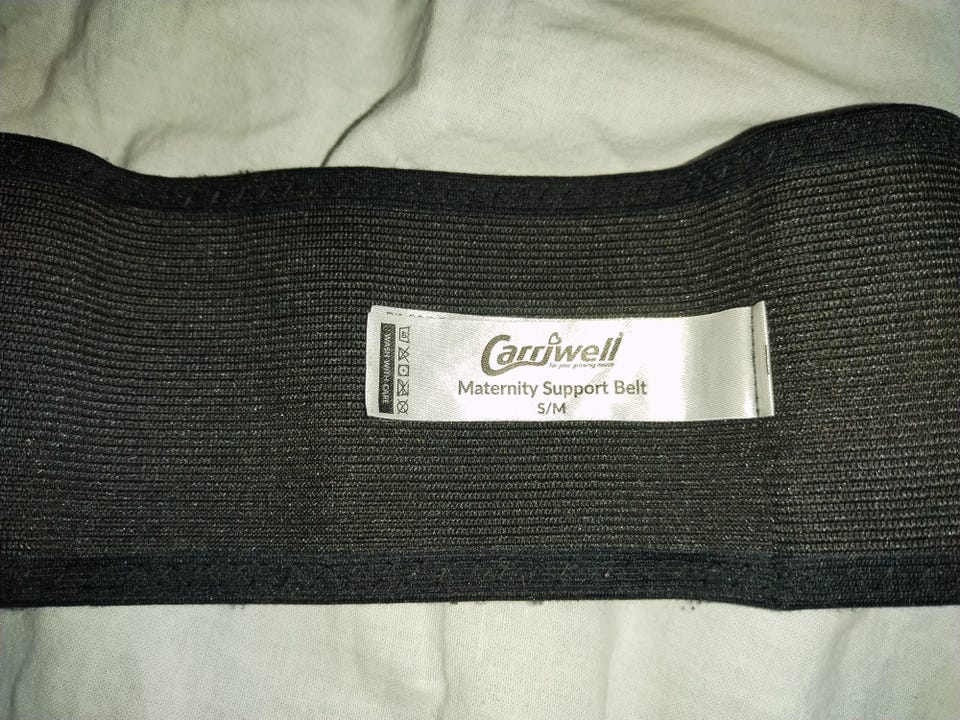 Carriwell
for your growing needs
Maternity Support Belt
S/M
WASH WITH CARE